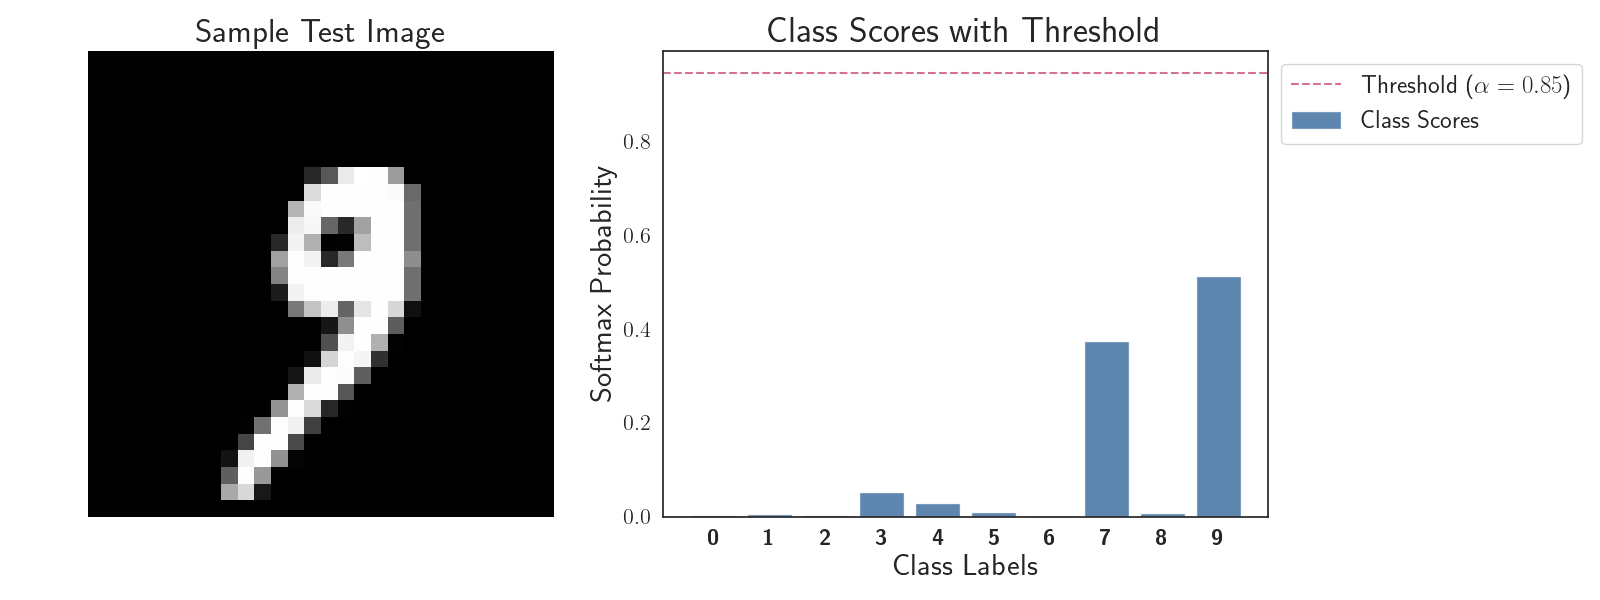 Sample Test Image
9
Class Scores with Threshold
Threshold (α = 0.85)
Class Scores
Softmax Probability
0.8
0.6
0.4
0.2
0.0
0 1 2 3 4 5 6 7 8 9
Class Labels